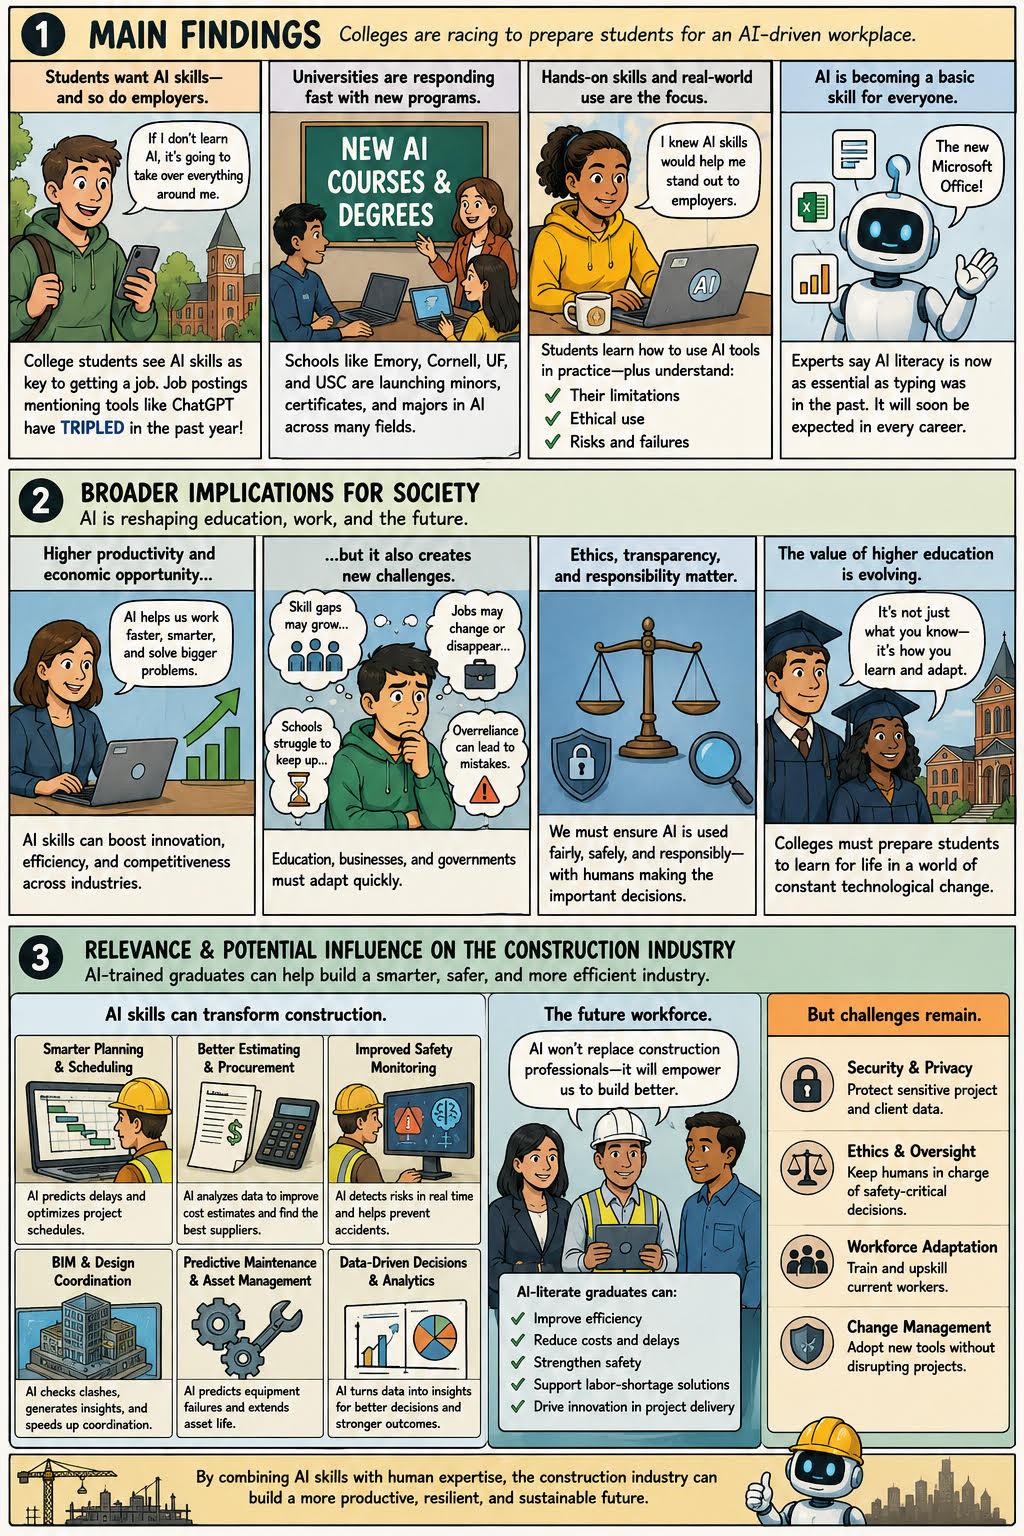 1 MAIN FINDINGS Colleges are racing to prepare students for an AI-driven workplace.
Students want AI skills—
and so do employers.
If I don't learn
AI, it's going to
take over everything
around me.
College students see AI skills as
key to getting a job. Job postings
mentioning tools like ChatGPT
have TRIPLED in the past year!
Universities are responding
fast with new programs.
NEW AI
COURSES &
DEGREES
Schools like Emory, Cornell, UF,
and USC are launching minors,
certificates, and majors in AI
across many fields.
Hands-on skills and real-world
use are the focus.
I knew AI skills
would help me
stand out to
employers.
AI
Students learn how to use AI tools
in practice—plus understand:
✓ Their limitations
✓ Ethical use
✓ Risks and failures
AI is becoming a basic
skill for everyone.
The new
Microsoft
Office!
X
Experts say AI literacy is now
as essential as typing was
in the past. It will soon be
expected in every career.
2 BROADER IMPLICATIONS FOR SOCIETY
AI is reshaping education, work, and the future.
Higher productivity and
economic opportunity...
AI helps us work
faster, smarter,
and solve bigger
problems.
AI skills can boost innovation,
efficiency, and competitiveness
across industries.
...but it also creates
new challenges.
Skill gaps
may grow...
Jobs may
change or
disappear...
Schools
struggle to
keep up...
Overreliance
can lead to
mistakes.
Education, businesses, and governments
must adapt quickly.
Ethics, transparency,
and responsibility matter.
We must ensure AI is used
fairly, safely, and responsibly—
with humans making the
important decisions.
The value of higher education
is evolving.
It's not just
what you know—
it's how you
learn and adapt.
Colleges must prepare students
to learn for life in a world of
constant technological change.
3 RELEVANCE & POTENTIAL INFLUENCE ON THE CONSTRUCTION INDUSTRY
AI-trained graduates can help build a smarter, safer, and more efficient industry.
AI skills can transform construction.
Smarter Planning
& Scheduling
AI predicts delays and
optimizes project
schedules.
Better Estimating
& Procurement
$
AI analyzes data to improve
cost estimates and find the
best suppliers.
Improved Safety
Monitoring
AI detects risks in real time
and helps prevent
accidents.
BIM & Design
Coordination
AI checks clashes,
generates insights, and
speeds up coordination.
Predictive Maintenance
& Asset Management
AI predicts equipment
failures and extends
asset life.
Data-Driven Decisions
& Analytics
AI turns data into insights
for better decisions and
stronger outcomes.
The future workforce.
AI won't replace construction
professionals—it will empower
us to build better.
AI-literate graduates can:
✓ Improve efficiency
✓ Reduce costs and delays
✓ Strengthen safety
✓ Support labor-shortage solutions
✓ Drive innovation in project delivery
But challenges remain.
Security & Privacy
Protect sensitive project
and client data.
Ethics & Oversight
Keep humans in charge
of safety-critical
decisions.
Workforce Adaptation
Train and upskill
current workers.
Change Management
Adopt new tools without
disrupting projects.
By combining AI skills with human expertise, the construction industry can
build a more productive, resilient, and sustainable future.